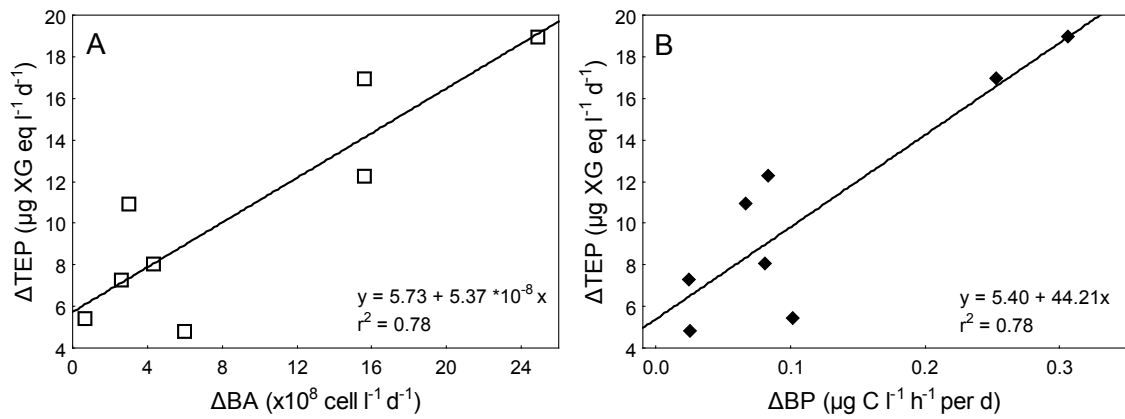 A
ΔTEP (µg XG eq l⁻¹ d⁻¹)
20
18
16
14
12
10
8
6
4
y = 5.73 + 5.37 *10⁻⁸ x
r² = 0.78
0 4 8 12 16 20 24
ΔBA (x10⁸ cell l⁻¹ d⁻¹)
B
ΔTEP (µg XG eq l⁻¹ d⁻¹)
20
18
16
14
12
10
8
6
4
y = 5.40 + 44.21x
r² = 0.78
0.0 0.1 0.2 0.3
ΔBP (µg C l⁻¹ h⁻¹ per d)